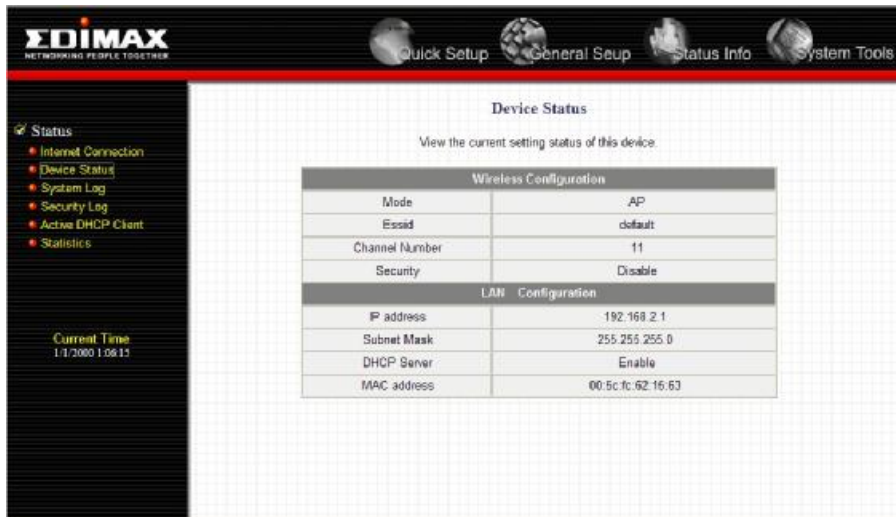 EDIMAX
NETWORKING PEOPLE TOGETHER
Quick Setup
General Seup
Status Info
System Tools
Status
Internet Connection
Device Status
System Log
Security Log
Active DHCP Client
Statistics
Current Time
1/1/2000 1:06:15
Device Status
View the current setting status of this device.
Wireless Configuration
Mode AP
Essid default
Channel Number 11
Security Disable
LAN Configuration
IP address 192.168.2.1
Subnet Mask 255.255.255.0
DHCP Server Enable
MAC address 00:5c:fc:62:16:63